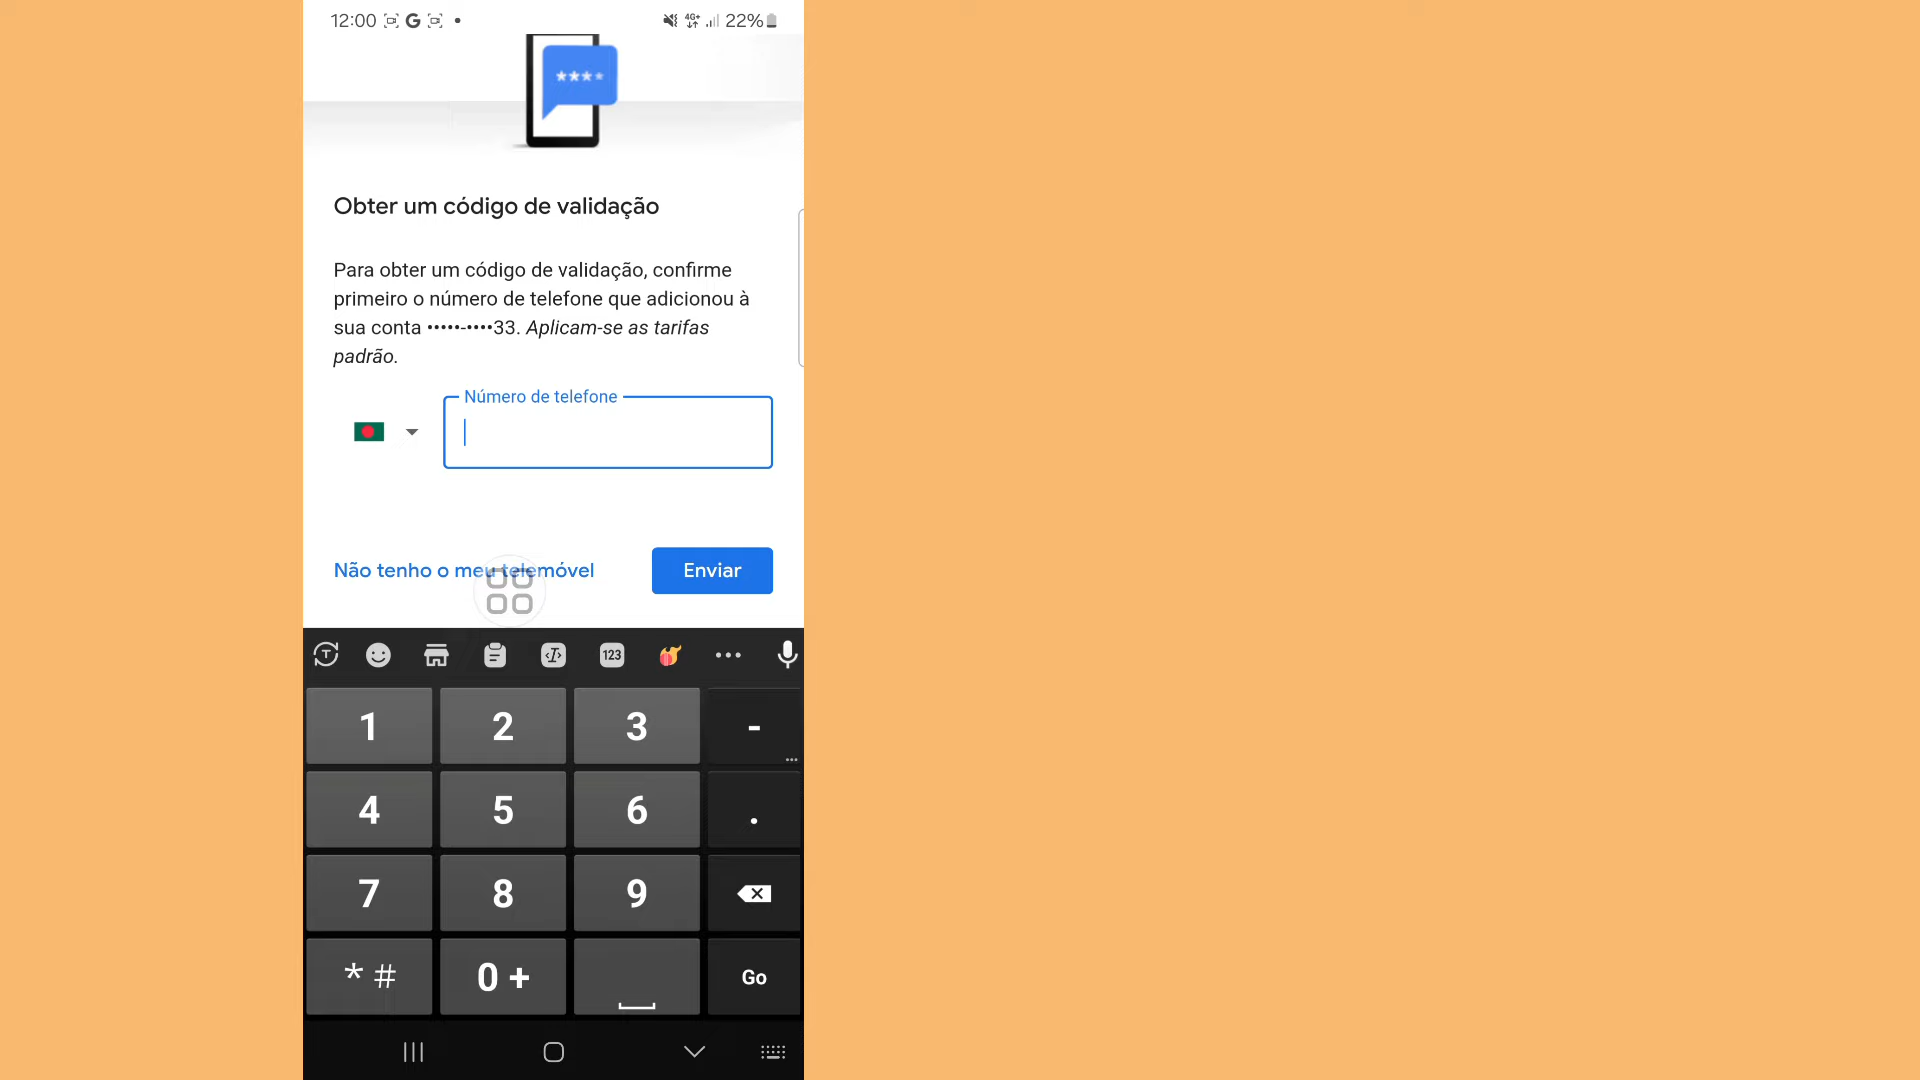 12:00 G • 4G+ 22%
****
Obter um código de validação
Para obter um código de validação, confirme
primeiro o número de telefone que adicionou à
sua conta •••••-••••33. Aplicam-se as tarifas
padrão.
Número de telefone
Não tenho o meu telemóvel Enviar
T I 123 •••
1 2 3 -
4 5 6 .
7 8 9
* # 0 + Go